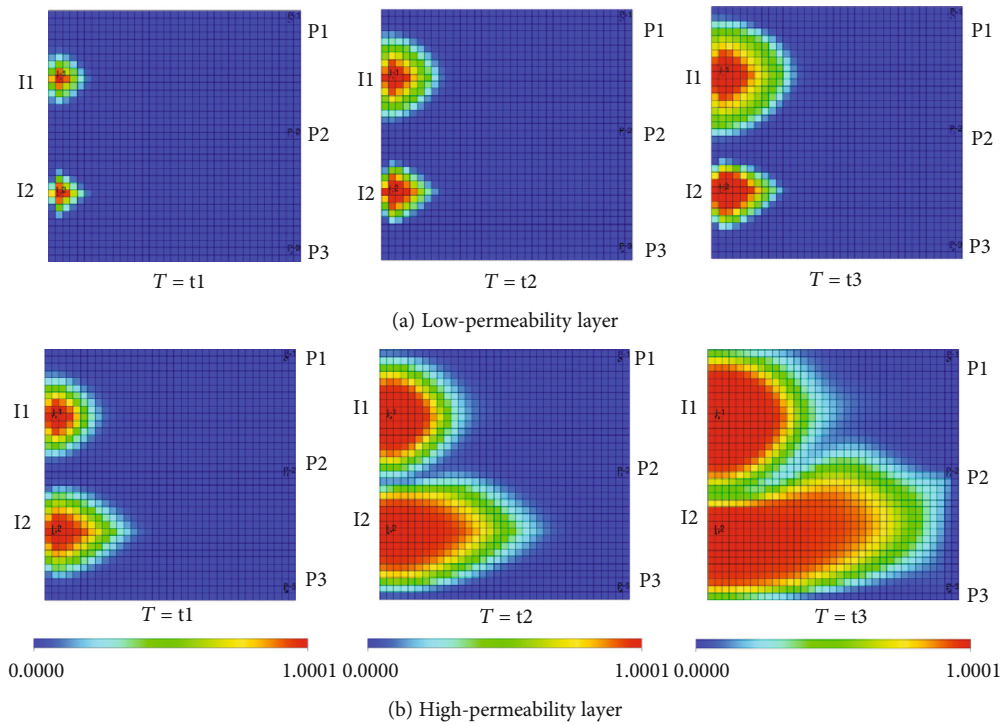 P1
P1
P1
I1
I1
I1
P2
P2
P2
I2
I2
I2
P3
P3
P3
T = t1
T = t2
T = t3
(a) Low-permeability layer
P1
P1
P1
I1
I1
I1
P2
P2
P2
I2
I2
I2
P3
P3
P3
T = t1
T = t2
T = t3
0.0000 1.0001 0.0000 1.0001 0.0000 1.0001
(b) High-permeability layer